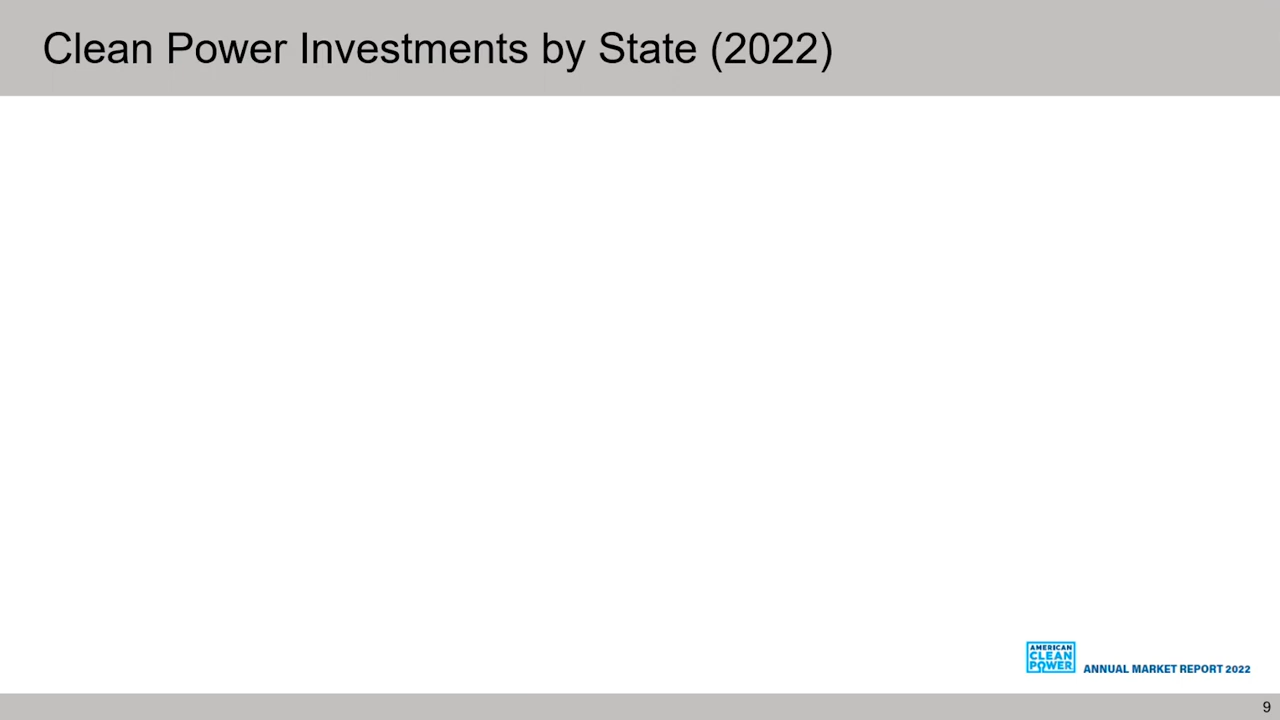 Clean Power Investments by State (2022)
AMERICAN
CLEAN
POWER
ANNUAL MARKET REPORT 2022
9